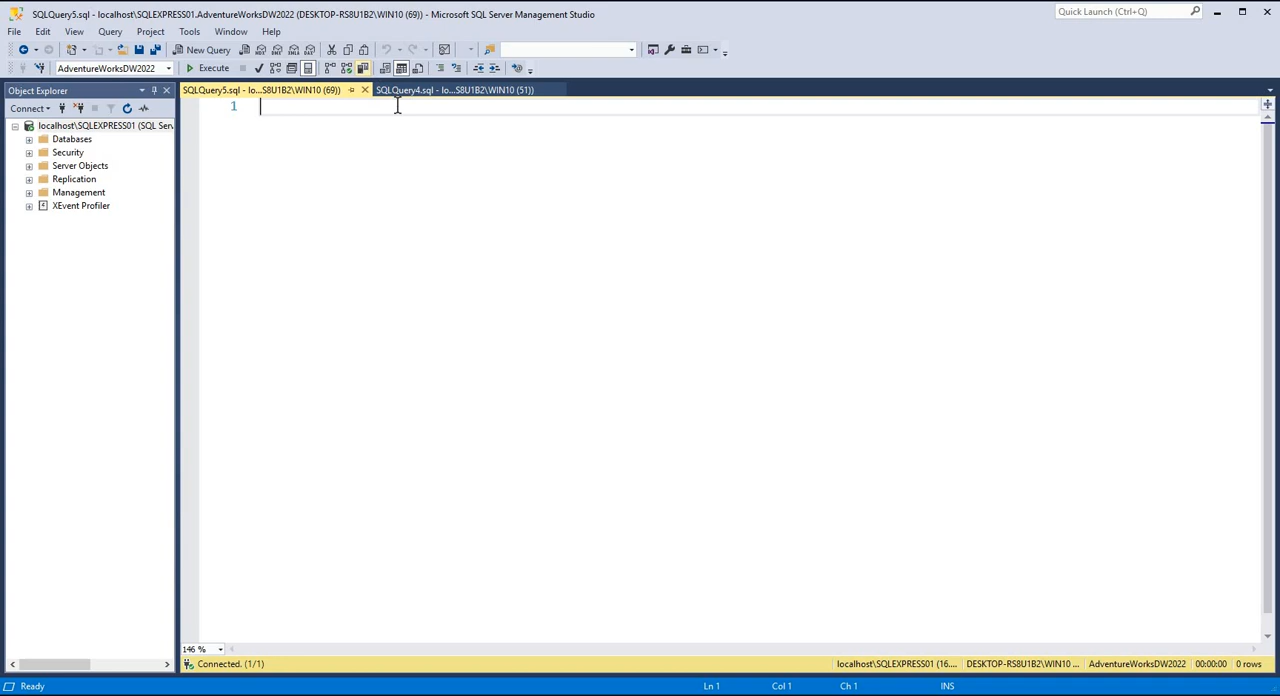 SQLQuery5.sql - localhost\SQLEXPRESS01.AdventureWorksDW2022 (DESKTOP-RS8U1B2\WIN10 (69)) - Microsoft SQL Server Management Studio
Quick Launch (Ctrl+Q)
File Edit View Query Project Tools Window Help
New Query
AdventureWorksDW2022 Execute
Object Explorer
SQLQuery5.sql - lo...S8U1B2\WIN10 (69))
SQLQuery4.sql - lo...S8U1B2\WIN10 (51))
Connect
1
localhost\SQLEXPRESS01 (SQL Serv
Databases
Security
Server Objects
Replication
Management
XEvent Profiler
146 %
Connected. (1/1)
localhost\SQLEXPRESS01 (16.... DESKTOP-RS8U1B2\WIN10 ... AdventureWorksDW2022 00:00:00 0 rows
Ready Ln 1 Col 1 Ch 1 INS